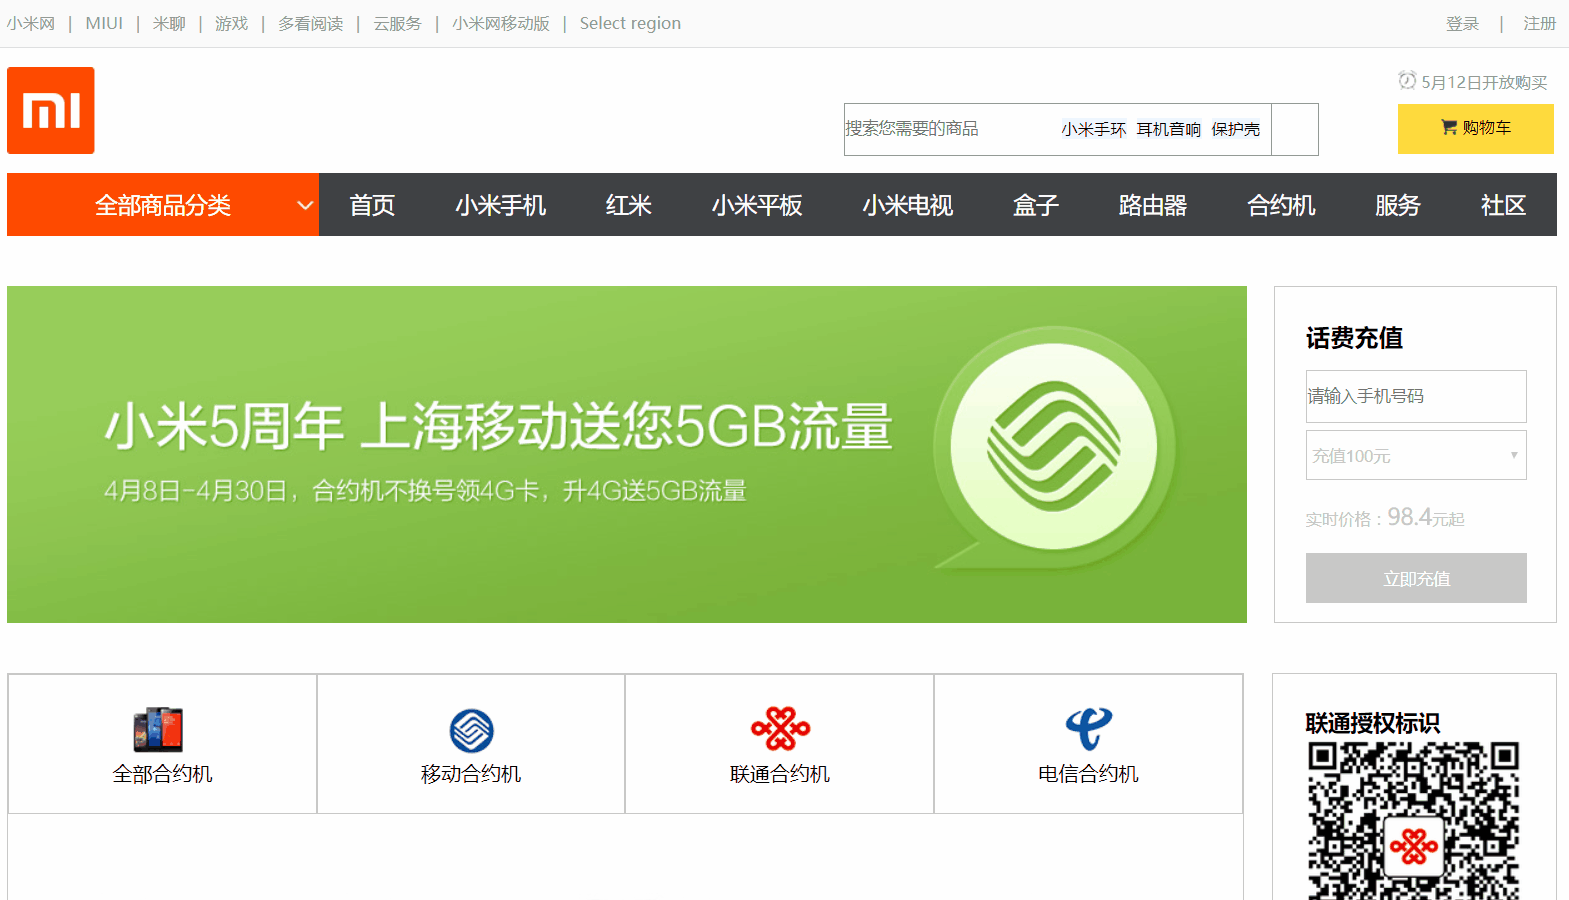 小米网 | MIUI | 米聊 | 游戏 | 多看阅读 | 云服务 | 小米网移动版 | Select region 登录 | 注册
5月12日开放购买
mi
搜索您需要的商品 小米手环 耳机音响 保护壳 购物车
全部商品分类 首页 小米手机 红米 小米平板 小米电视 盒子 路由器 合约机 服务 社区
话费充值
请输入手机号码
小米5周年 上海移动送您5GB流量
充值100元
4月8日-4月30日，合约机不换号领4G卡，升4G送5GB流量
实时价格：98.4元起
立即充值
联通授权标识
全部合约机 移动合约机 联通合约机 电信合约机